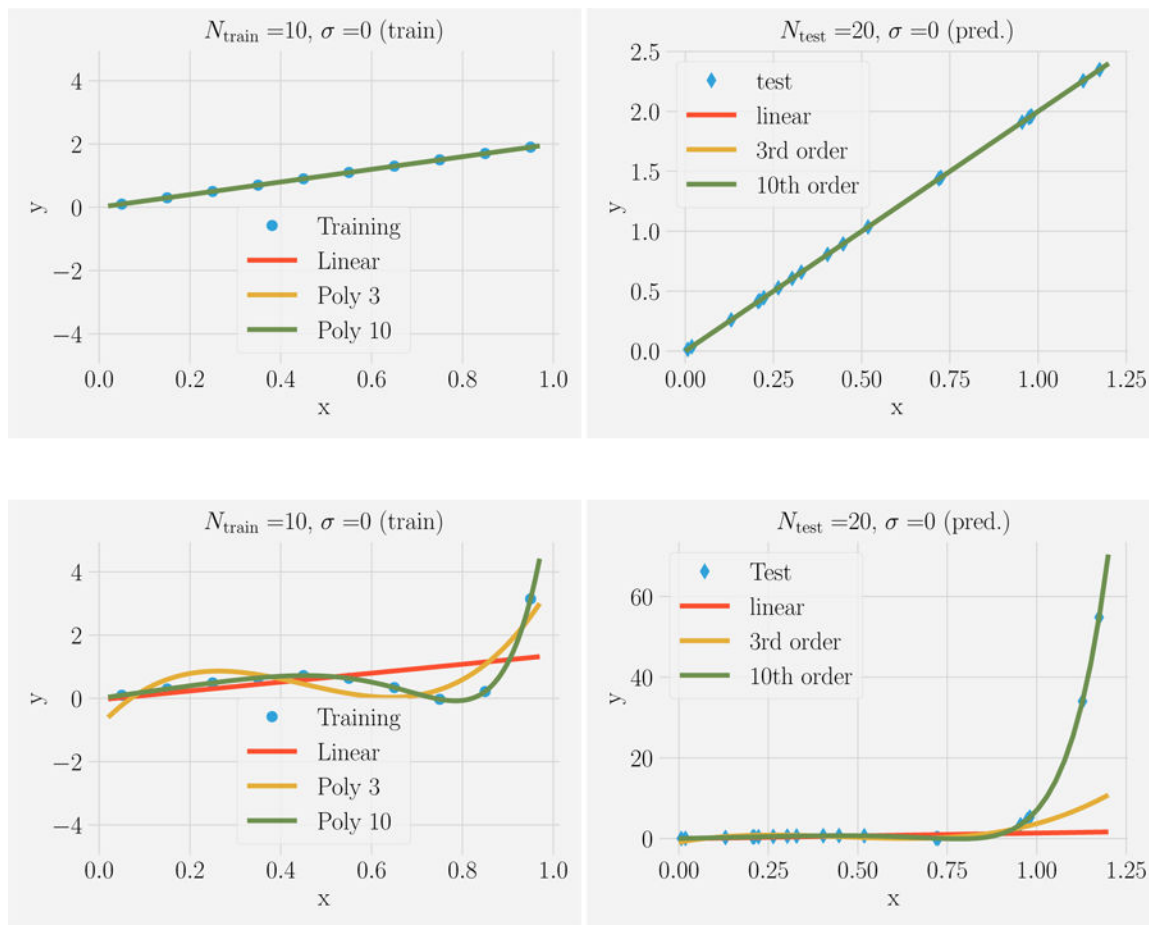 N_train =10, σ =0 (train)
4
2
0
−2
−4
y
Training
Linear
Poly 3
Poly 10
0.0 0.2 0.4 0.6 0.8 1.0
x
N_test =20, σ =0 (pred.)
2.5
2.0
1.5
1.0
0.5
0.0
y
test
linear
3rd order
10th order
0.00 0.25 0.50 0.75 1.00 1.25
x
N_train =10, σ =0 (train)
4
2
0
−2
−4
y
Training
Linear
Poly 3
Poly 10
0.0 0.2 0.4 0.6 0.8 1.0
x
N_test =20, σ =0 (pred.)
60
40
20
0
y
Test
linear
3rd order
10th order
0.00 0.25 0.50 0.75 1.00 1.25
x